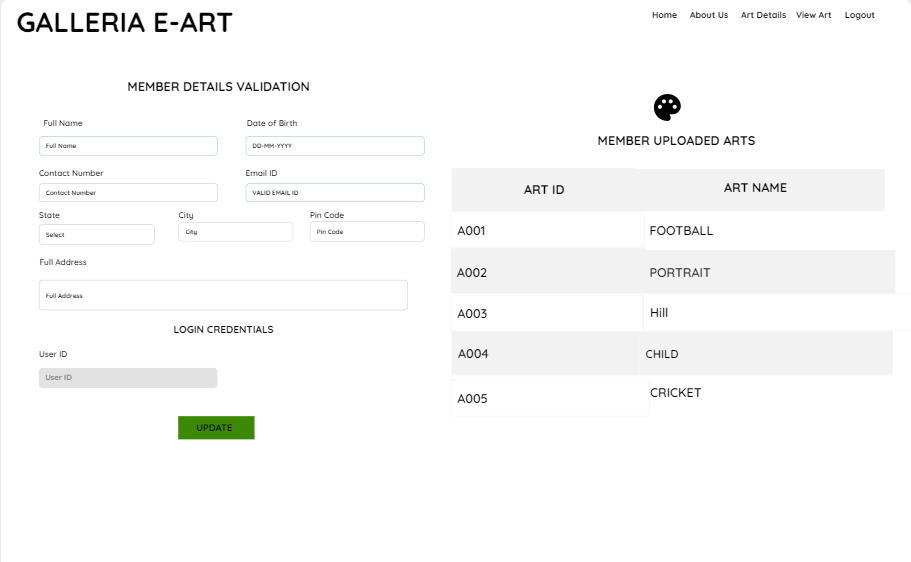 GALLERIA E-ART
Home About Us Art Details View Art Logout
MEMBER DETAILS VALIDATION
Full Name Date of Birth
Full Name DD-MM-YYYY
Contact Number Email ID
Contact Number VALID EMAIL ID
State City Pin Code
Select City Pin Code
Full Address
Full Address
LOGIN CREDENTIALS
User ID
User ID
UPDATE
MEMBER UPLOADED ARTS
ART ID ART NAME
A001 FOOTBALL
A002 PORTRAIT
A003 Hill
A004 CHILD
A005 CRICKET